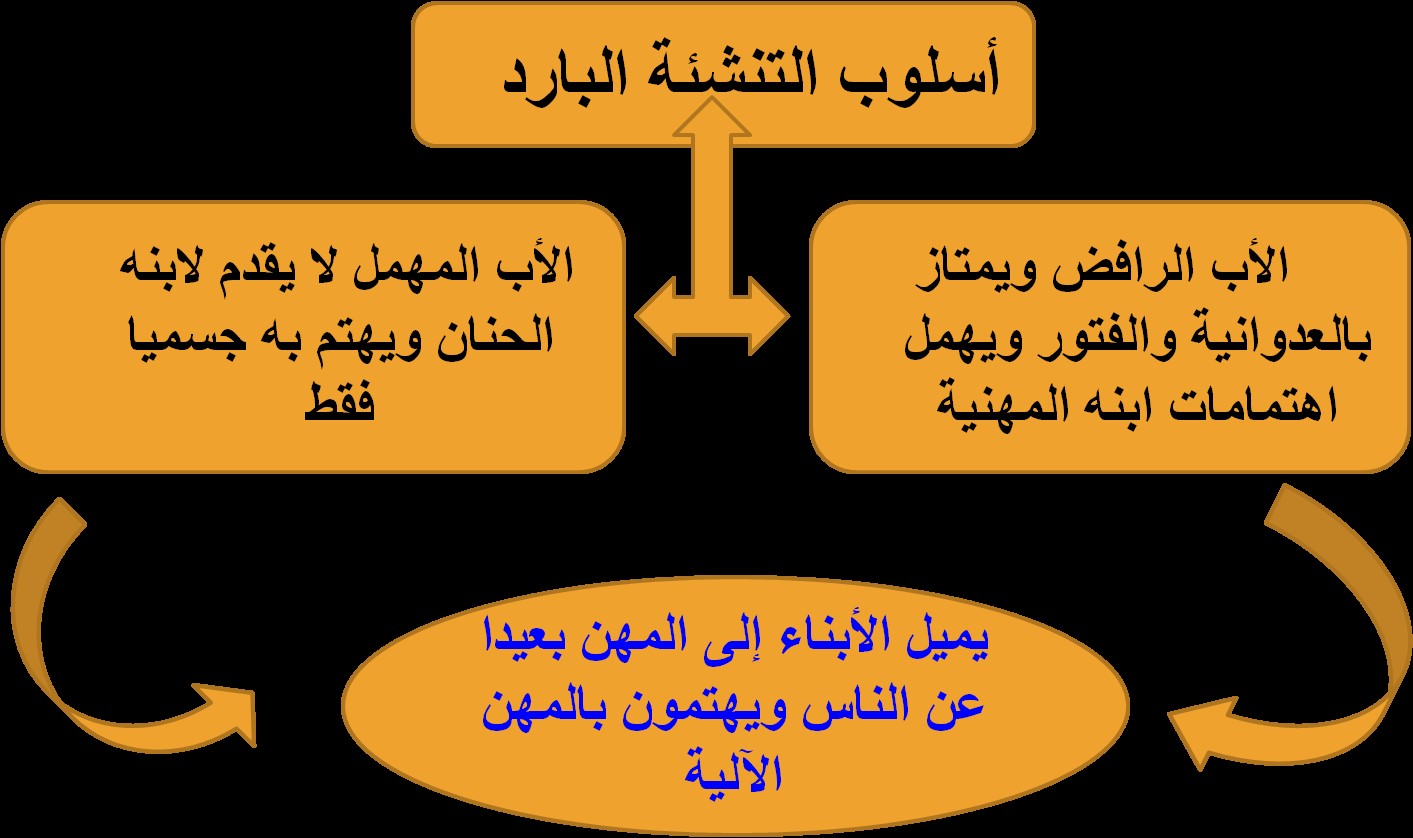 أسلوب التنشئة البارد
الأب الرافض ويمتاز
بالعدوانية والفتور ويهمل
اهتمامات ابنه المهنية
الأب المهمل لا يقدم لابنه
الحنان ويهتم به جسميا
فقط
يميل الأبناء إلى المهن بعيدا
عن الناس ويهتمون بالمهن
الآلية